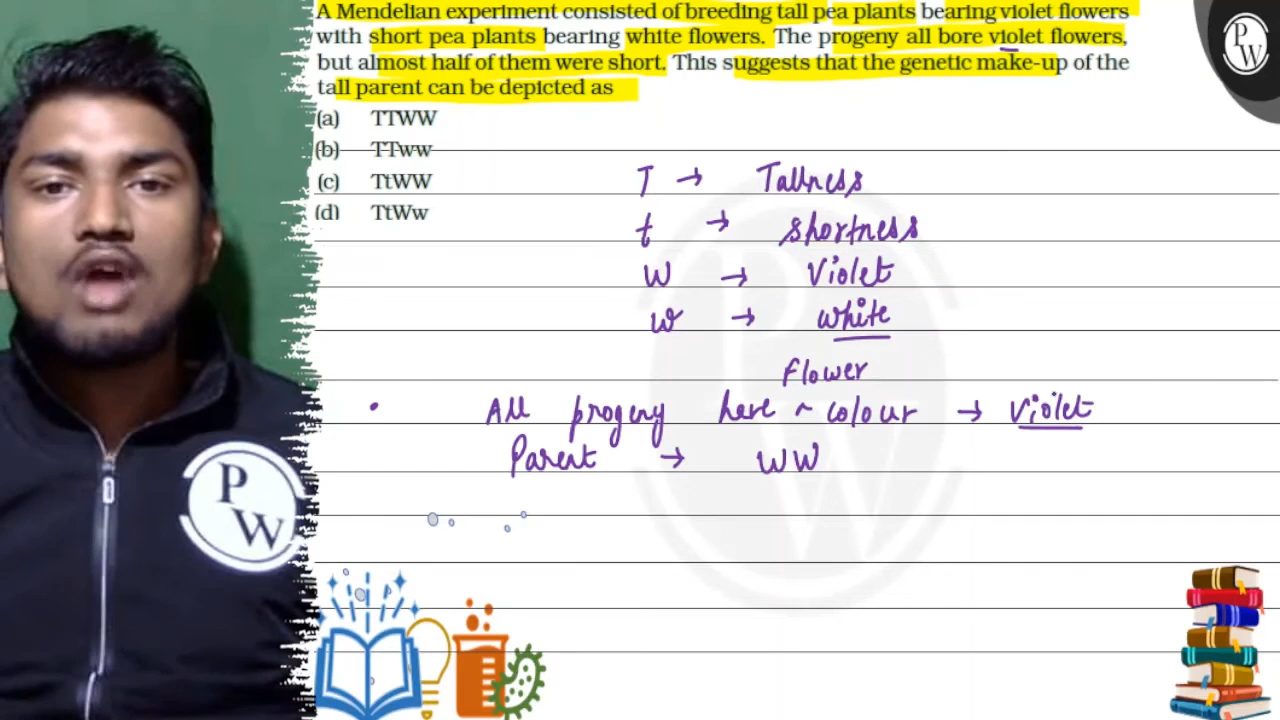 A Mendelian experiment consisted of breeding tall pea plants bearing violet flowers
with short pea plants bearing white flowers. The progeny all bore violet flowers,
but almost half of them were short. This suggests that the genetic make-up of the
tall parent can be depicted as
(a) TTWW
(b) TTww
(c) TtWW
(d) TtWw
T → Tallness
t → shortness
W → Violet
w → white
Flower
All progeny have ^ colour → violet
Parent → WW
P
W
P
W